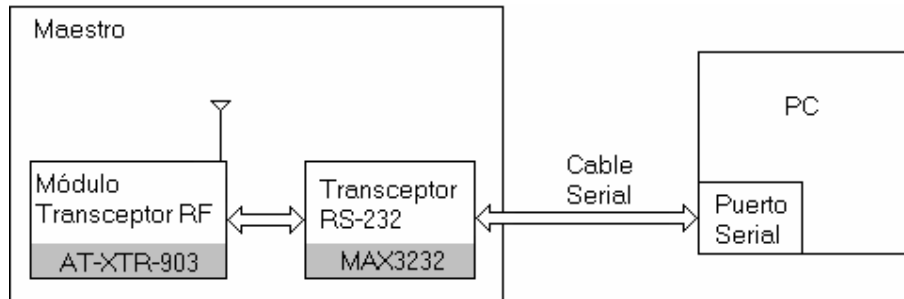 Maestro
Módulo
Transceptor RF
AT-XTR-903
Transceptor
RS-232
MAX3232
Cable
Serial
PC
Puerto
Serial